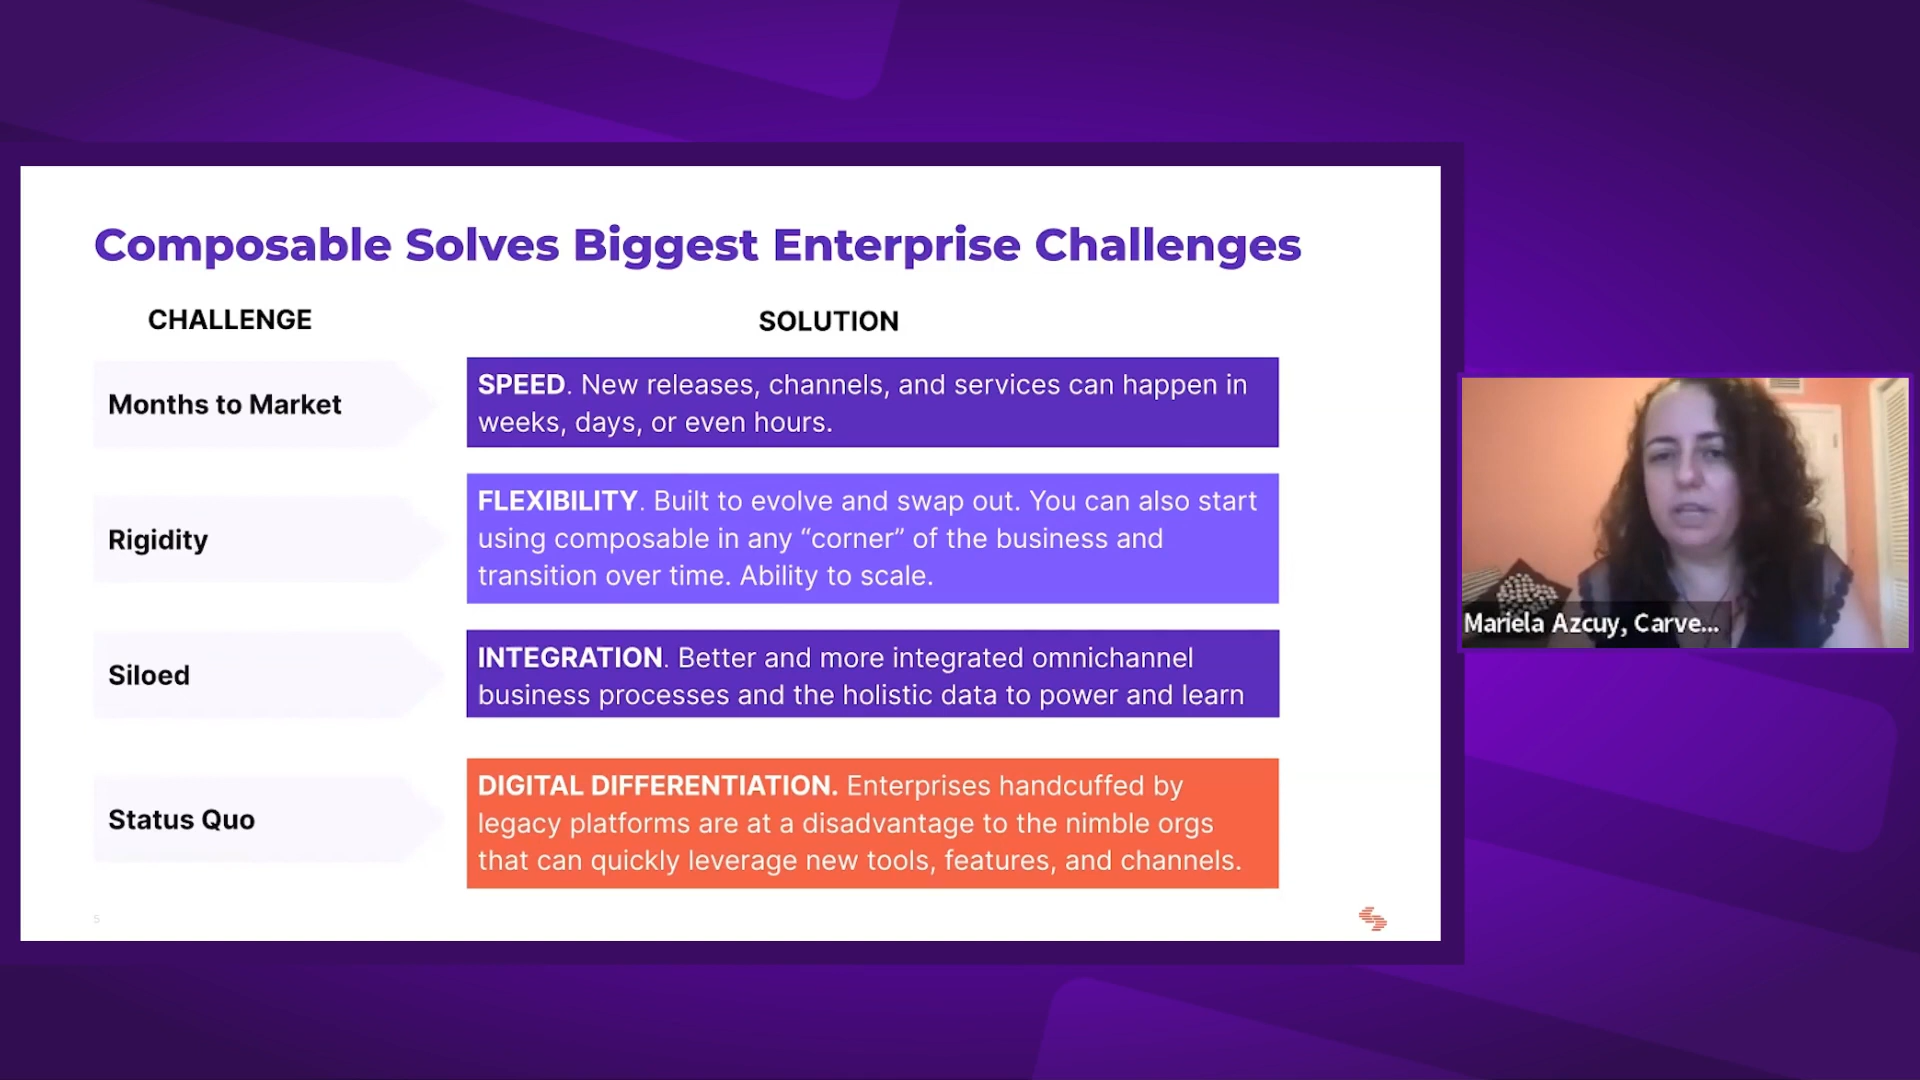 Composable Solves Biggest Enterprise Challenges
CHALLENGE
SOLUTION
Months to Market
SPEED. New releases, channels, and services can happen in
weeks, days, or even hours.
Rigidity
FLEXIBILITY. Built to evolve and swap out. You can also start
using composable in any “corner” of the business and
transition over time. Ability to scale.
Siloed
INTEGRATION. Better and more integrated omnichannel
business processes and the holistic data to power and learn
Status Quo
DIGITAL DIFFERENTIATION. Enterprises handcuffed by
legacy platforms are at a disadvantage to the nimble orgs
that can quickly leverage new tools, features, and channels.
5
Mariela Azcuy, Carve...